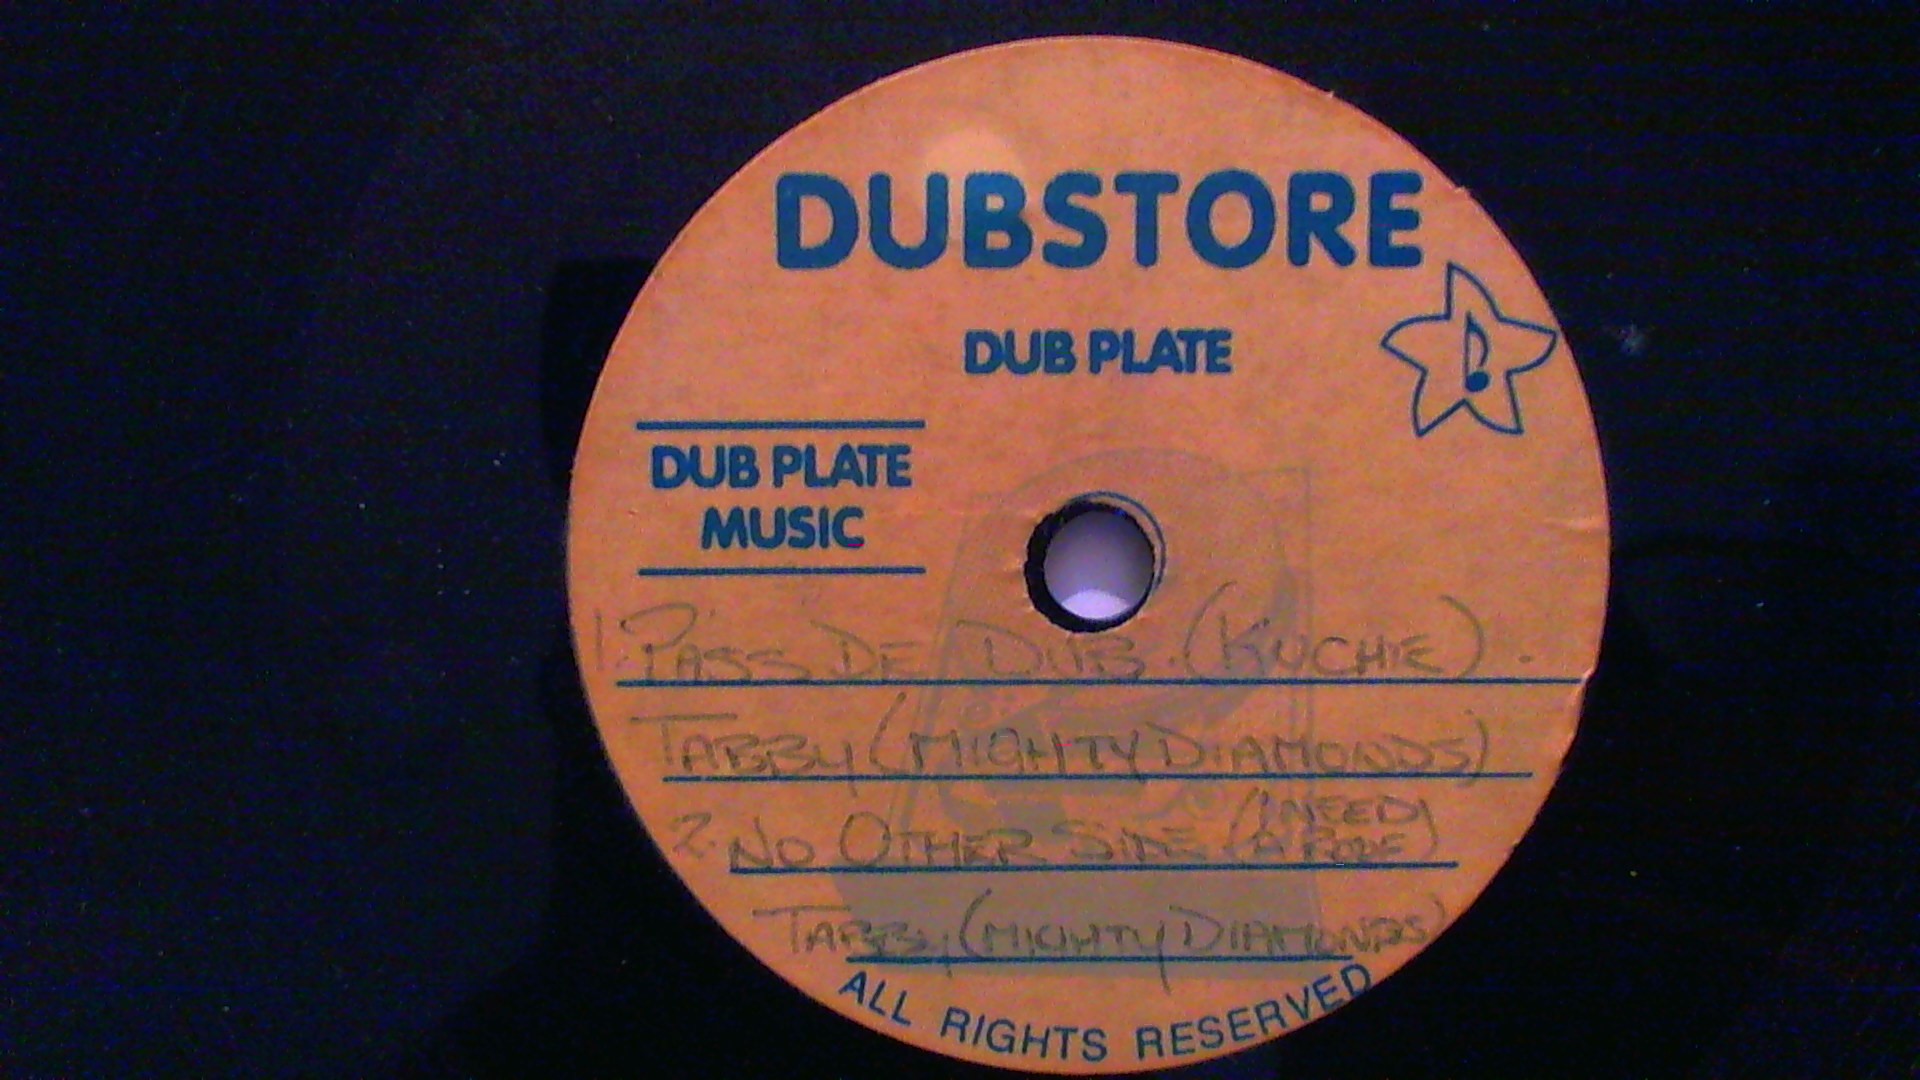 DUBSTORE
DUB PLATE
DUB PLATE
MUSIC
1. PASS DE DUB. (KUCHIE).
TABBY (MIGHTY DIAMONDS)
2. NO OTHER SIDE (I NEED
A ROOF)
TABBY (MIGHTY DIAMONDS)
ALL RIGHTS RESERVED